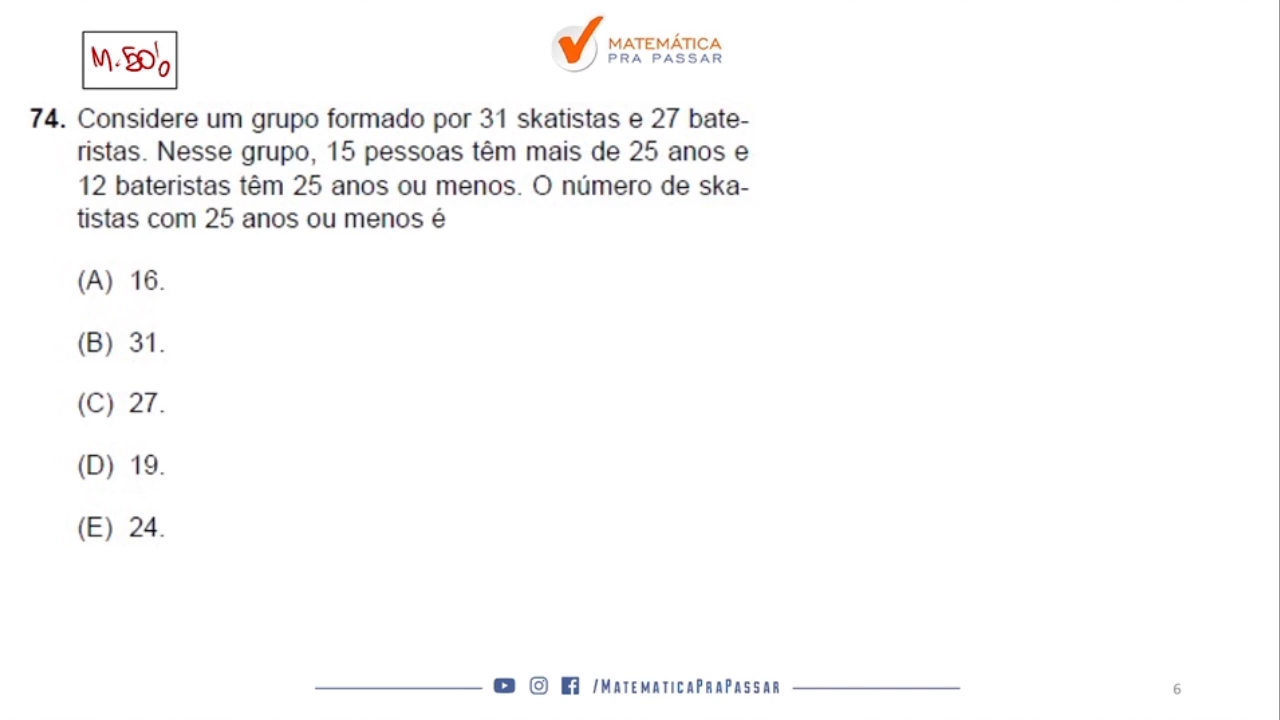 M.50%
MATEMÁTICA
PRA PASSAR
74. Considere um grupo formado por 31 skatistas e 27 bate-
ristas. Nesse grupo, 15 pessoas têm mais de 25 anos e
12 bateristas têm 25 anos ou menos. O número de ska-
tistas com 25 anos ou menos é
(A) 16.
(B) 31.
(C) 27.
(D) 19.
(E) 24.
/MATEMATICAPRAPASSAR
6